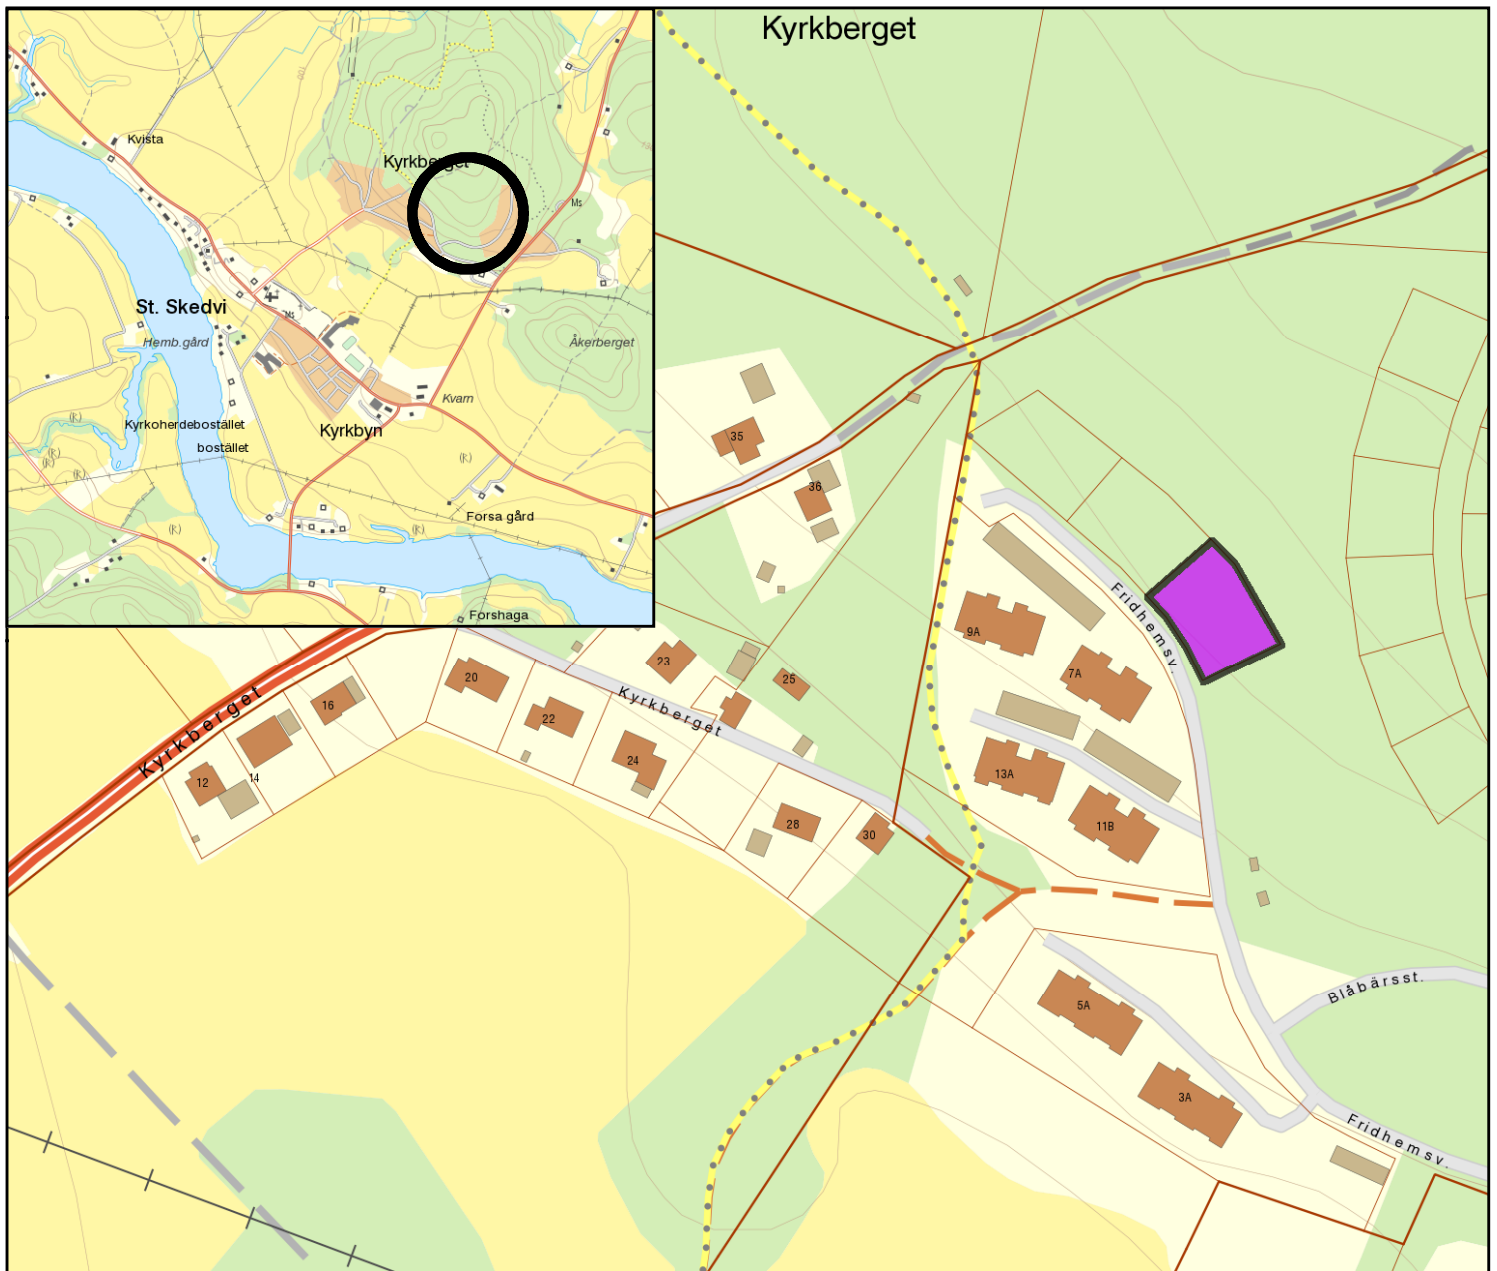 Kyrkberget
Kvista
Kyrkberget
Ms
St. Skedvi
Ms
Hemb.gård
Åkerberget
Kvarn
Kyrkoherdebostället
Kyrkbyn
bostället
(R)
(R)
(R)
(R)
(R)
(R)
Forsa gård
(R)
Forshaga
100
35
36
Fridhemsv.
9A
7A
23
25
20
22
24
Kyrkberget
16
14
12
Kyrkberget
13A
11B
28
30
5A
3A
Blåbärsst.
Fridhemsv.